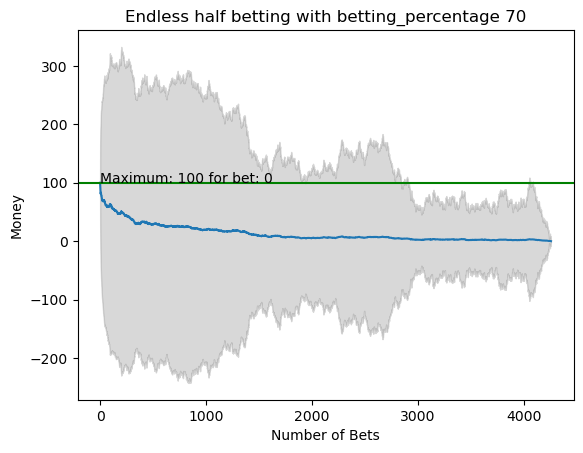 Endless half betting with betting_percentage 70
300
200
100
0
−100
−200
Money
Maximum: 100 for bet: 0
0 1000 2000 3000 4000
Number of Bets